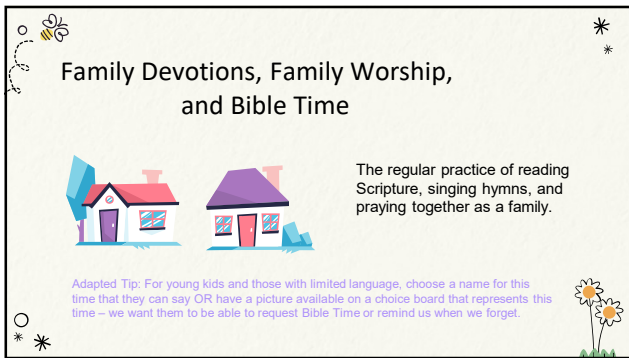 Family Devotions, Family Worship,
and Bible Time
The regular practice of reading
Scripture, singing hymns, and
praying together as a family.
Adapted Tip: For young kids and those with limited language, choose a name for this
time that they can say OR have a picture available on a choice board that represents this
time – we want them to be able to request Bible Time or remind us when we forget.